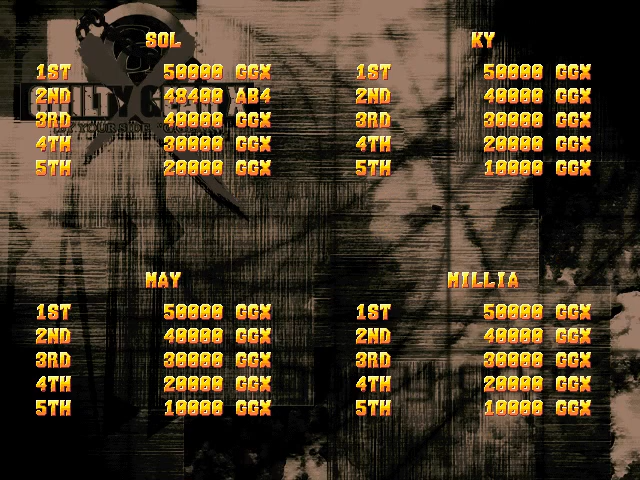 SOL
1ST 50000 GGX
2ND 48400 AB4
3RD 40000 GGX
4TH 30000 GGX
5TH 20000 GGX
KY
1ST 50000 GGX
2ND 40000 GGX
3RD 30000 GGX
4TH 20000 GGX
5TH 10000 GGX
MAY
1ST 50000 GGX
2ND 40000 GGX
3RD 30000 GGX
4TH 20000 GGX
5TH 10000 GGX
MILLIA
1ST 50000 GGX
2ND 40000 GGX
3RD 30000 GGX
4TH 20000 GGX
5TH 10000 GGX
GUILTY GEAR X